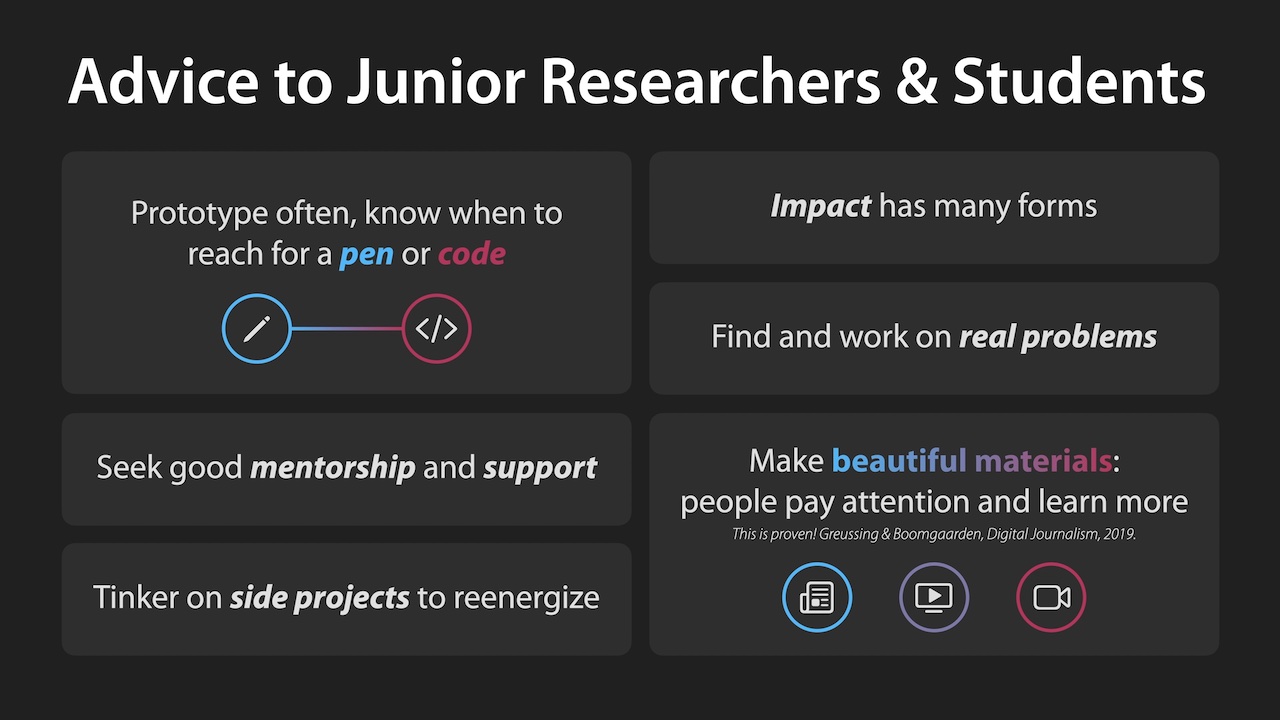 Advice to Junior Researchers & Students
Prototype often, know when to
reach for a pen or code
Seek good mentorship and support
Tinker on side projects to reenergize
Impact has many forms
Find and work on real problems
Make beautiful materials:
people pay attention and learn more
This is proven! Greussing & Boomgaarden, Digital Journalism, 2019.